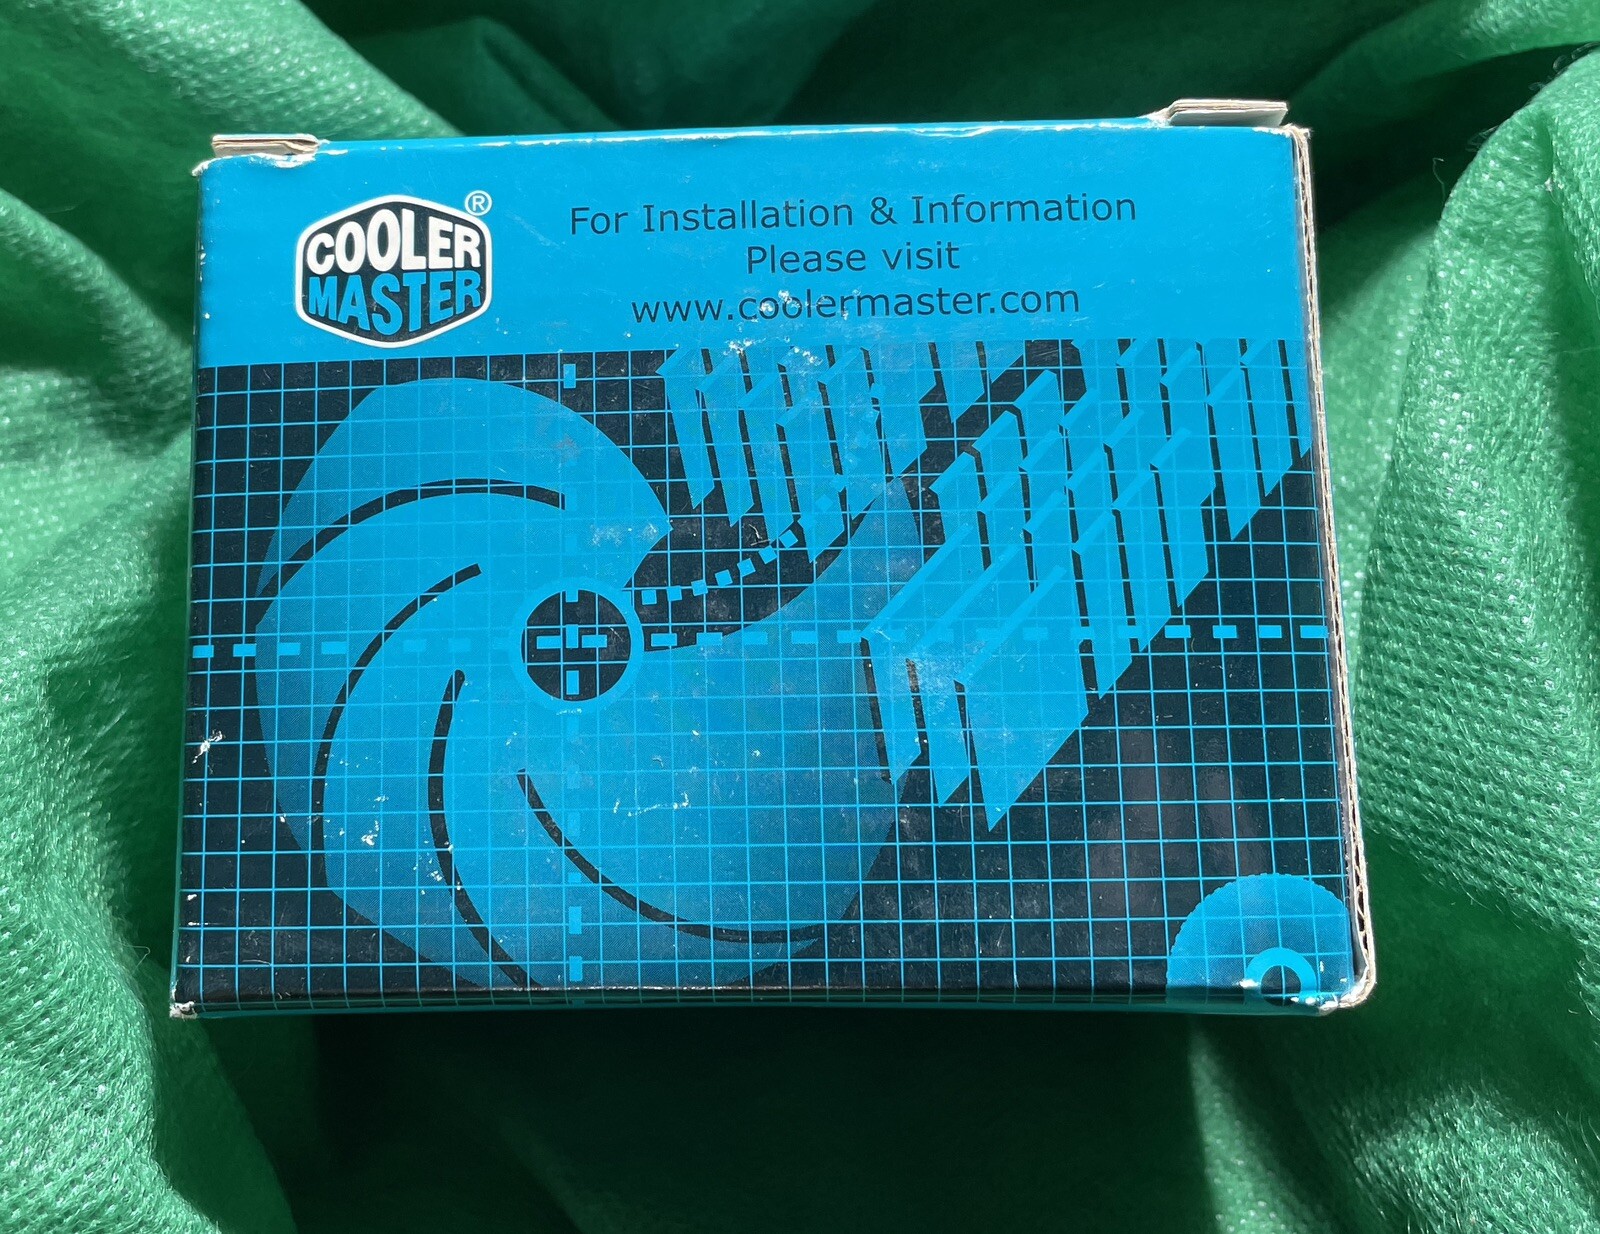 COOLER
MASTER
®
For Installation & Information
Please visit
www.coolermaster.com